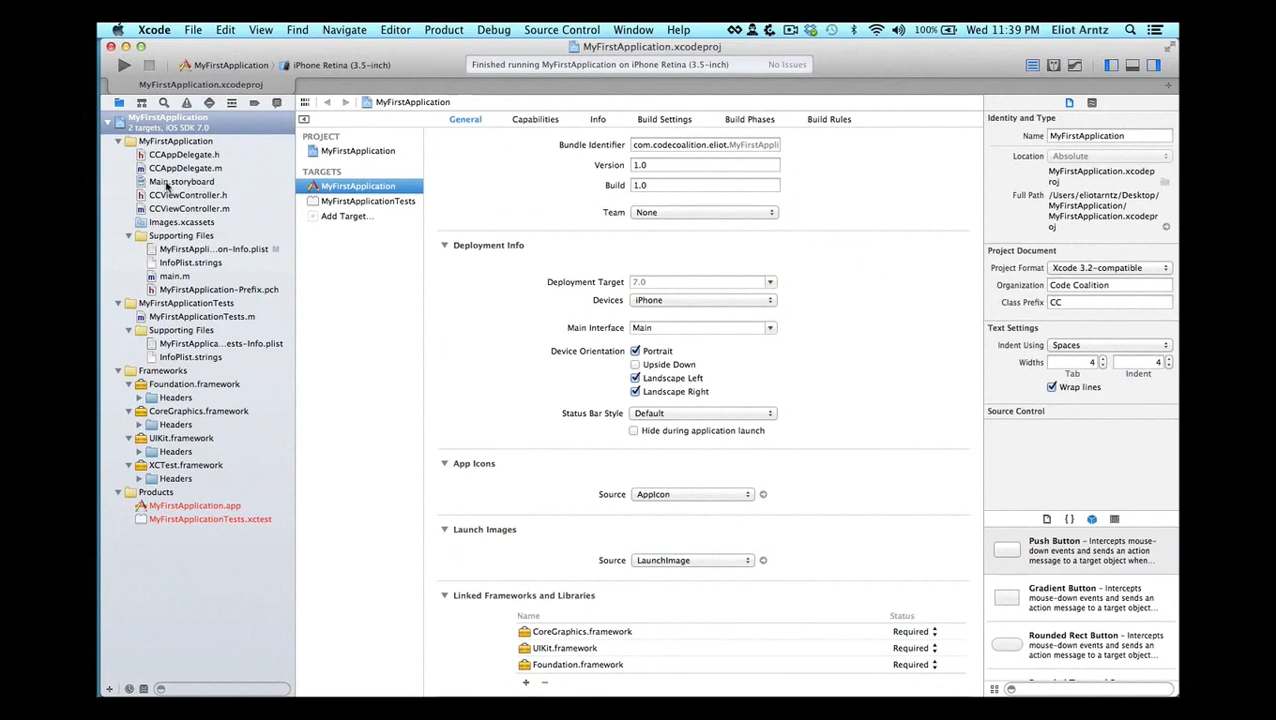 Xcode File Edit View Find Navigate Editor Product Debug Source Control Window Help 100% Wed 11:39 PM Eliot Arntz
MyFirstApplication.xcodeproj
MyFirstApplication iPhone Retina (3.5-inch) Finished running MyFirstApplication on iPhone Retina (3.5-inch) No Issues
MyFirstApplication.xcodeproj
MyFirstApplication
MyFirstApplication
2 targets, iOS SDK 7.0
MyFirstApplication
CCAppDelegate.h
CCAppDelegate.m
Main.storyboard
CCViewController.h
CCViewController.m
Images.xcassets
Supporting Files
MyFirstAppli...on-Info.plist M
InfoPlist.strings
main.m
MyFirstApplication-Prefix.pch
MyFirstApplicationTests
MyFirstApplicationTests.m
Supporting Files
MyFirstApplica...ests-Info.plist
InfoPlist.strings
Frameworks
Foundation.framework
Headers
CoreGraphics.framework
Headers
UIKit.framework
Headers
XCTest.framework
Headers
Products
MyFirstApplication.app
MyFirstApplicationTests.xctest
PROJECT
MyFirstApplication
TARGETS
MyFirstApplication
MyFirstApplicationTests
Add Target...
General Capabilities Info Build Settings Build Phases Build Rules
Bundle Identifier com.codecoalition.eliot.MyFirstAppli
Version 1.0
Build 1.0
Team None
Deployment Info
Deployment Target 7.0
Devices iPhone
Main Interface Main
Device Orientation Portrait
Upside Down
Landscape Left
Landscape Right
Status Bar Style Default
Hide during application launch
App Icons
Source AppIcon
Launch Images
Source LaunchImage
Linked Frameworks and Libraries
Name Status
CoreGraphics.framework Required
UIKit.framework Required
Foundation.framework Required
Identity and Type
Name MyFirstApplication
Location Absolute
MyFirstApplication.xcodepr
oj
Full Path /Users/eliotarntz/Desktop/
MyFirstApplication/
MyFirstApplication.xcodepr
oj
Project Document
Project Format Xcode 3.2-compatible
Organization Code Coalition
Class Prefix CC
Text Settings
Indent Using Spaces
Widths 4 4
Tab Indent
Wrap lines
Source Control
Push Button – Intercepts mouse-
down events and sends an action
message to a target object when...
Gradient Button – Intercepts
mouse-down events and sends an
action message to a target object...
Rounded Rect Button – Intercepts
mouse-down events and sends an
action message to a target object...